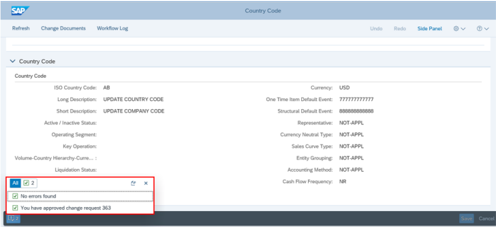 SAP
Country Code
Refresh Change Documents Workflow Log Undo Redo Side Panel
Country Code
Country Code
ISO Country Code: AB
Long Description: UPDATE COUNTRY CODE
Short Description: UPDATE COMPANY CODE
Active / Inactive Status:
Operating Segment:
Key Operation:
Volume-Country Hierarchy-Curre... :
Liquidation Status:
Currency: USD
One Time Item Default Event: ????????????
Structural Default Event: ############
Representative: NOT-APPL
Currency Neutral Type: NOT-APPL
Sales Curve Type: NOT-APPL
Entity Grouping: NOT-APPL
Accounting Method: NOT-APPL
Cash Flow Frequency: NR
All 2
No errors found
You have approved change request 363
Save Cancel